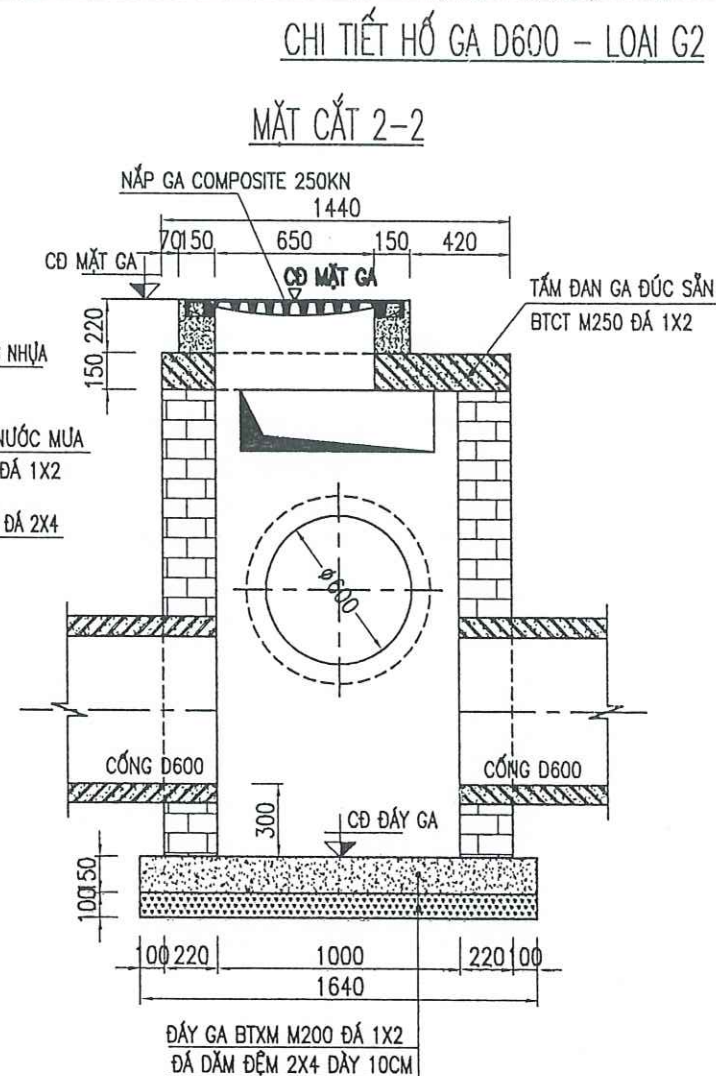 CHI TIẾT HỐ GA D600 - LOẠI G2
MẶT CẮT 2-2
NẮP GA COMPOSITE 250KN
1440
70
150
650
150
420
CĐ MẶT GA
CĐ MẶT GA
TẤM ĐAN GA ĐÚC SẴN
BTCT M250 ĐÁ 1X2
220
150
NHỰA
NƯỚC MƯA
ĐÁ 1X2
ĐÁ 2X4
ø600
CỐNG D600
CỐNG D600
300
CĐ ĐÁY GA
150
100
100
220
1000
220
100
1640
ĐÁY GA BTXM M200 ĐÁ 1X2
ĐÁ DĂM ĐỆM 2X4 DÀY 10CM